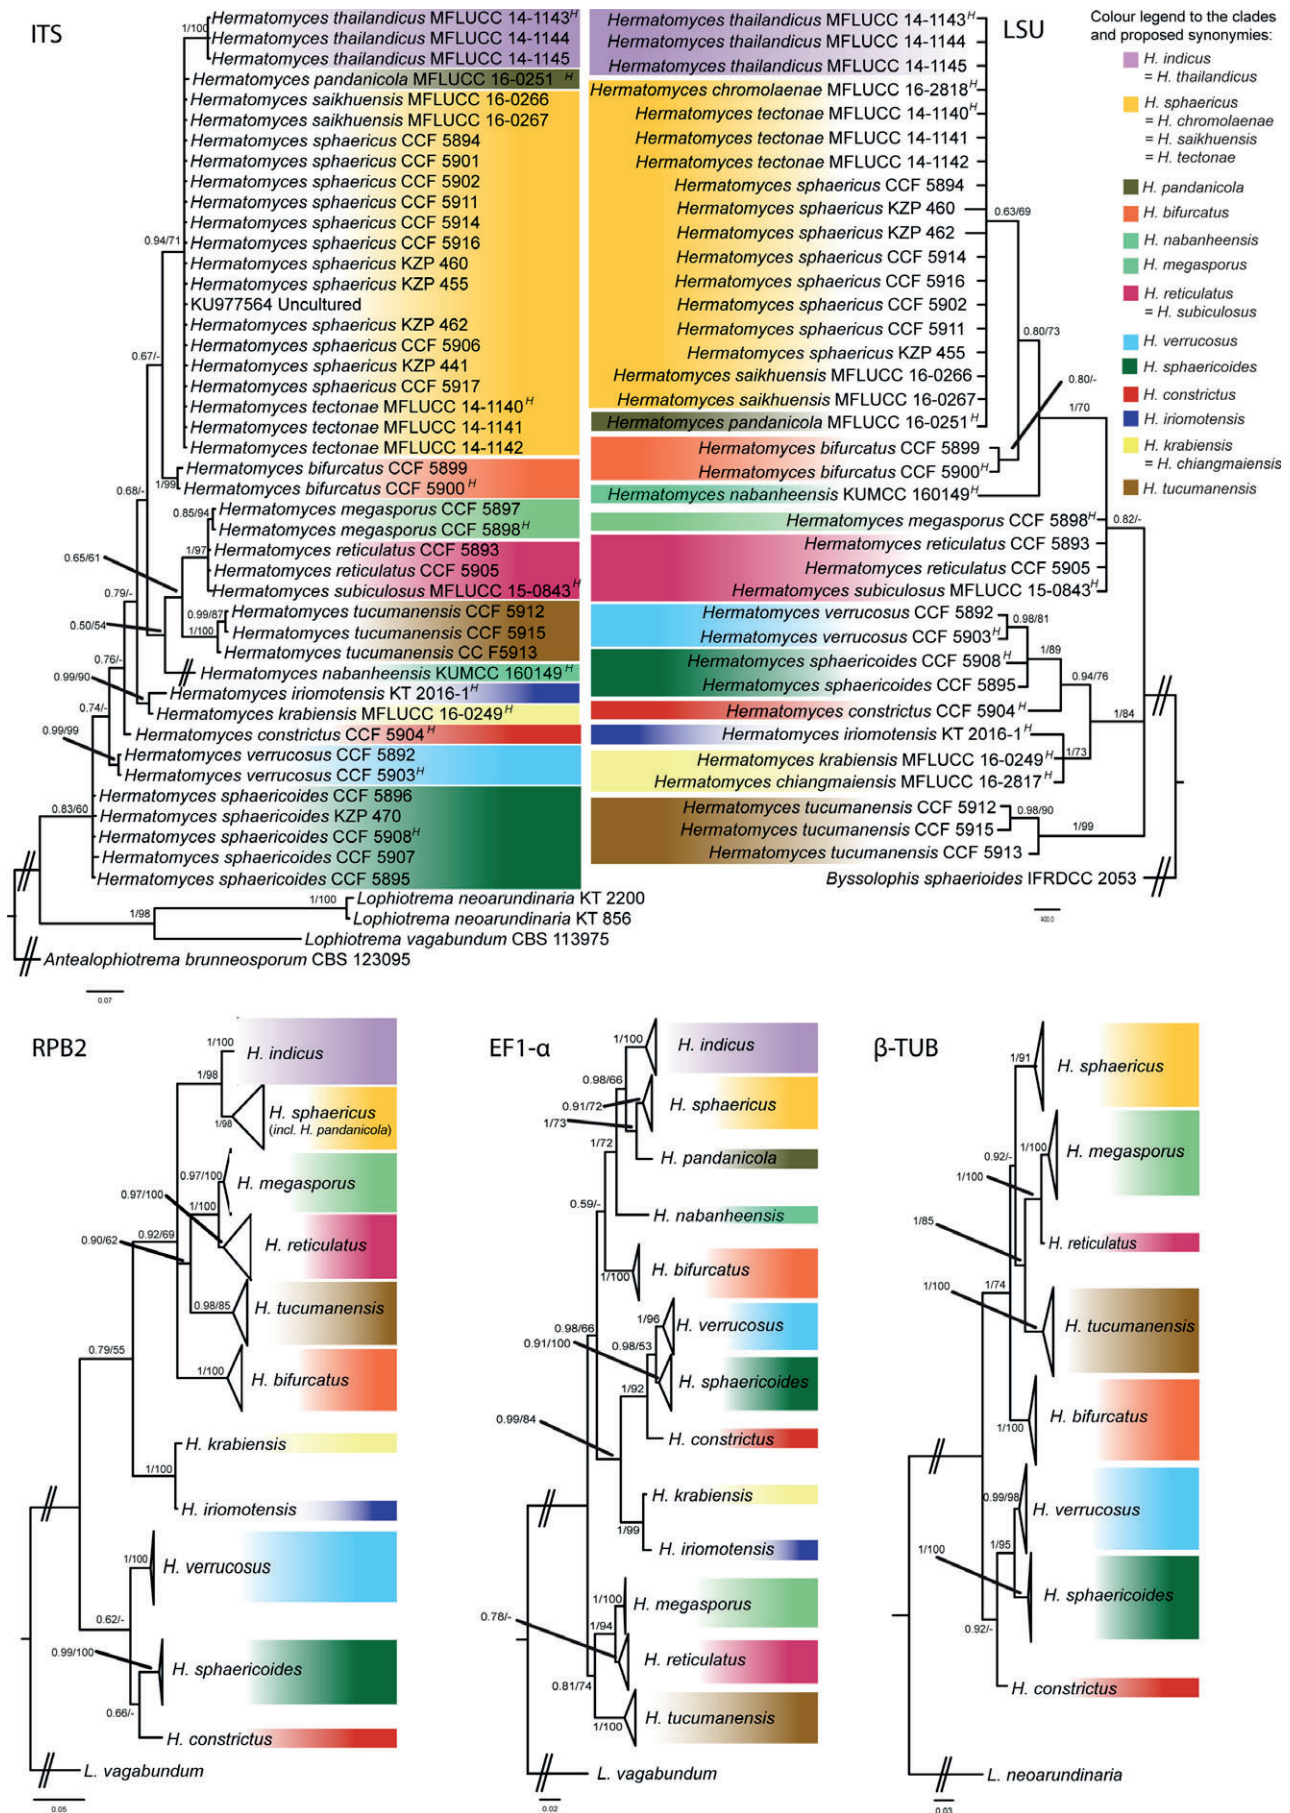 ITS
Hermatomyces thailandicus MFLUCC 14-1143 H
Hermatomyces thailandicus MFLUCC 14-1144
Hermatomyces thailandicus MFLUCC 14-1145
Hermatomyces pandanicola MFLUCC 16-0251 H
Hermatomyces saikhuensis MFLUCC 16-0266
Hermatomyces saikhuensis MFLUCC 16-0267
Hermatomyces sphaericus CCF 5894
Hermatomyces sphaericus CCF 5901
Hermatomyces sphaericus CCF 5902
Hermatomyces sphaericus CCF 5911
Hermatomyces sphaericus CCF 5914
Hermatomyces sphaericus CCF 5916
Hermatomyces sphaericus KZP 460
Hermatomyces sphaericus KZP 455
KU977564 Uncultured
Hermatomyces sphaericus KZP 462
Hermatomyces sphaericus CCF 5906
Hermatomyces sphaericus KZP 441
Hermatomyces sphaericus CCF 5917
Hermatomyces tectonae MFLUCC 14-1140 H
Hermatomyces tectonae MFLUCC 14-1141
Hermatomyces tectonae MFLUCC 14-1142
Hermatomyces bifurcatus CCF 5899
Hermatomyces bifurcatus CCF 5900 H
Hermatomyces megasporus CCF 5897
Hermatomyces megasporus CCF 5898 H
Hermatomyces reticulatus CCF 5893
Hermatomyces reticulatus CCF 5905
Hermatomyces subiculosus MFLUCC 15-0843 H
Hermatomyces tucumanensis CCF 5912
Hermatomyces tucumanensis CCF 5915
Hermatomyces tucumanensis CC F5913
Hermatomyces nabanheensis KUMCC 160149 H
Hermatomyces iriomotensis KT 2016-1 H
Hermatomyces krabiensis MFLUCC 16-0249 H
Hermatomyces constrictus CCF 5904 H
Hermatomyces verrucosus CCF 5892
Hermatomyces verrucosus CCF 5903 H
Hermatomyces sphaericoides CCF 5896
Hermatomyces sphaericoides KZP 470
Hermatomyces sphaericoides CCF 5908 H
Hermatomyces sphaericoides CCF 5907
Hermatomyces sphaericoides CCF 5895
Lophiotrema neoarundinaria KT 2200
Lophiotrema neoarundinaria KT 856
Lophiotrema vagabundum CBS 113975
Antealophiotrema brunneosporum CBS 123095
1/100
0.94/71
0.67/-
1/99
0.68/-
0.85/94
1/97
0.65/61
0.79/-
0.99/87
0.50/54
1/100
0.76/-
0.99/90
0.74/-
0.99/99
0.83/60
1/100
1/98
0.07
LSU
Hermatomyces thailandicus MFLUCC 14-1143 H
Hermatomyces thailandicus MFLUCC 14-1144
Hermatomyces thailandicus MFLUCC 14-1145
Hermatomyces chromolaenae MFLUCC 16-2818 H
Hermatomyces tectonae MFLUCC 14-1140 H
Hermatomyces tectonae MFLUCC 14-1141
Hermatomyces tectonae MFLUCC 14-1142
Hermatomyces sphaericus CCF 5894
Hermatomyces sphaericus KZP 460
Hermatomyces sphaericus KZP 462
Hermatomyces sphaericus CCF 5914
Hermatomyces sphaericus CCF 5916
Hermatomyces sphaericus CCF 5902
Hermatomyces sphaericus CCF 5911
Hermatomyces sphaericus KZP 455
Hermatomyces saikhuensis MFLUCC 16-0266
Hermatomyces saikhuensis MFLUCC 16-0267
Hermatomyces pandanicola MFLUCC 16-0251 H
Hermatomyces bifurcatus CCF 5899
Hermatomyces bifurcatus CCF 5900 H
Hermatomyces nabanheensis KUMCC 160149 H
Hermatomyces megasporus CCF 5898 H
Hermatomyces reticulatus CCF 5893
Hermatomyces reticulatus CCF 5905
Hermatomyces subiculosus MFLUCC 15-0843 H
Hermatomyces verrucosus CCF 5892
Hermatomyces verrucosus CCF 5903 H
Hermatomyces sphaericoides CCF 5908 H
Hermatomyces sphaericoides CCF 5895
Hermatomyces constrictus CCF 5904 H
Hermatomyces iriomotensis KT 2016-1 H
Hermatomyces krabiensis MFLUCC 16-0249 H
Hermatomyces chiangmaiensis MFLUCC 16-2817 H
Hermatomyces tucumanensis CCF 5912
Hermatomyces tucumanensis CCF 5915
Hermatomyces tucumanensis CCF 5913
Byssolophis sphaerioides IFRDCC 2053
0.63/69
0.80/73
0.80/-
1/70
0.82/-
0.98/81
1/89
0.94/76
1/84
1/73
0.98/90
1/99
Colour legend to the clades
and proposed synonymies:
H. indicus
= H. thailandicus
H. sphaericus
= H. chromolaenae
= H. saikhuensis
= H. tectonae
H. pandanicola
H. bifurcatus
H. nabanheensis
H. megasporus
H. reticulatus
= H. subiculosus
H. verrucosus
H. sphaericoides
H. constrictus
H. iriomotensis
H. krabiensis
= H. chiangmaiensis
H. tucumanensis
RPB2
1/100
H. indicus
1/98
H. sphaericus
1/98
(incl. H. pandanicola)
0.97/100
H. megasporus
0.97/100
1/100
0.92/69
0.90/62
H. reticulatus
0.98/85
H. tucumanensis
0.79/55
1/100
H. bifurcatus
H. krabiensis
1/100
H. iriomotensis
1/100
H. verrucosus
0.62/-
0.99/100
H. sphaericoides
0.66/-
H. constrictus
L. vagabundum
0.05
EF1-α
1/100
H. indicus
0.98/66
0.91/72
H. sphaericus
1/73
1/72
H. pandanicola
0.59/-
H. nabanheensis
H. bifurcatus
1/100
1/96
H. verrucosus
0.98/66
0.98/53
0.91/100
H. sphaericoides
1/92
0.99/84
H. constrictus
H. krabiensis
1/99
H. iriomotensis
1/100
H. megasporus
0.78/-
1/94
H. reticulatus
0.81/74
H. tucumanensis
1/100
L. vagabundum
0.02
β-TUB
1/91
H. sphaericus
1/100
H. megasporus
0.92/-
1/100
1/85
H. reticulatus
1/100
1/74
H. tucumanensis
H. bifurcatus
1/100
0.99/98
H. verrucosus
1/100
1/95
H. sphaericoides
0.92/-
H. constrictus
L. neoarundinaria
0.03